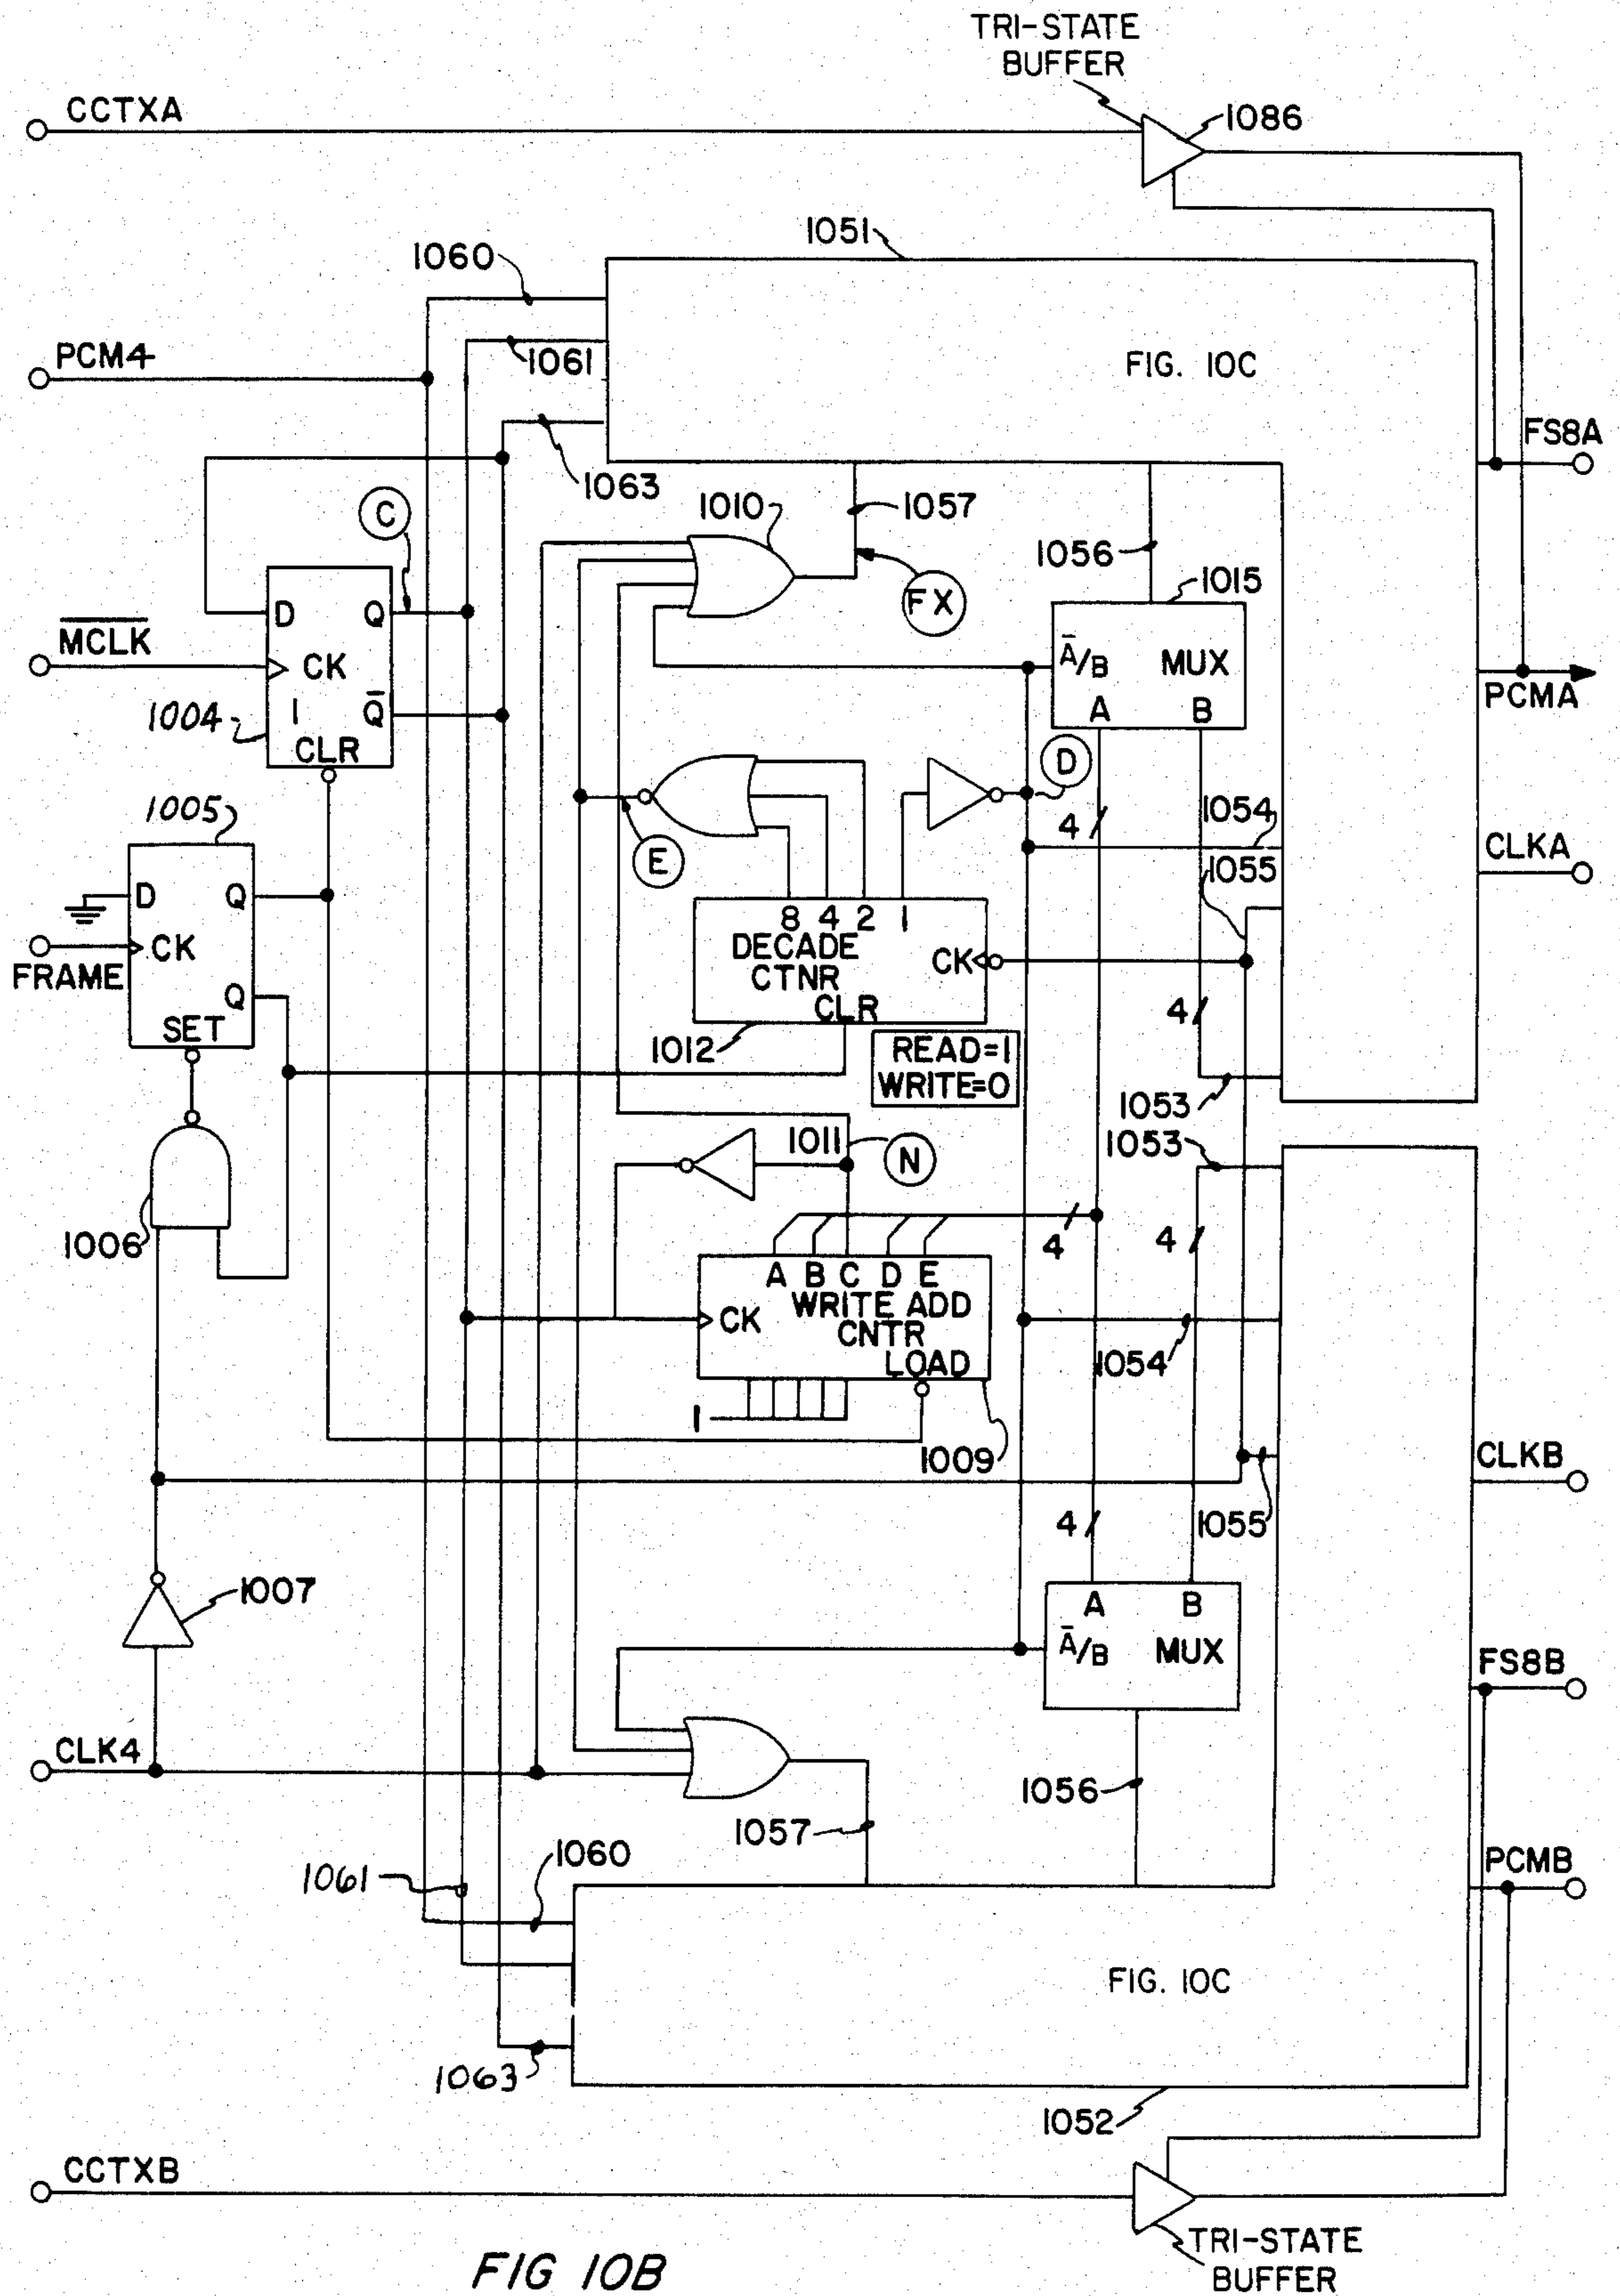 TRI-STATE
BUFFER
CCTXA
1086
1051
1060
PCM4
1061
FIG. 10C
FS8A
1063
1010
1057
C
1056
1015
FX
D Q
MCLK
CK
A̅/B MUX
PCMA
1004
1 Q̅
A B
CLR
D
1005
4
1054
E
CLKA
1055
D Q
8 4 2 1
CK
DECADE
CK
FRAME
CTNR
Q
CLR
4
SET
1012
READ=1
WRITE=0
1053
1011
N
1053
1006
4
4
A B C D E
WRITE ADD
CK
CNTR
LOAD
1054
1
1009
CLKB
4
1055
1007
A B
A̅/B MUX
FS8B
CLK4
1056
1057
1060
PCMB
1061
FIG. 10C
1063
1052
CCTXB
TRI-STATE
BUFFER
FIG 10B